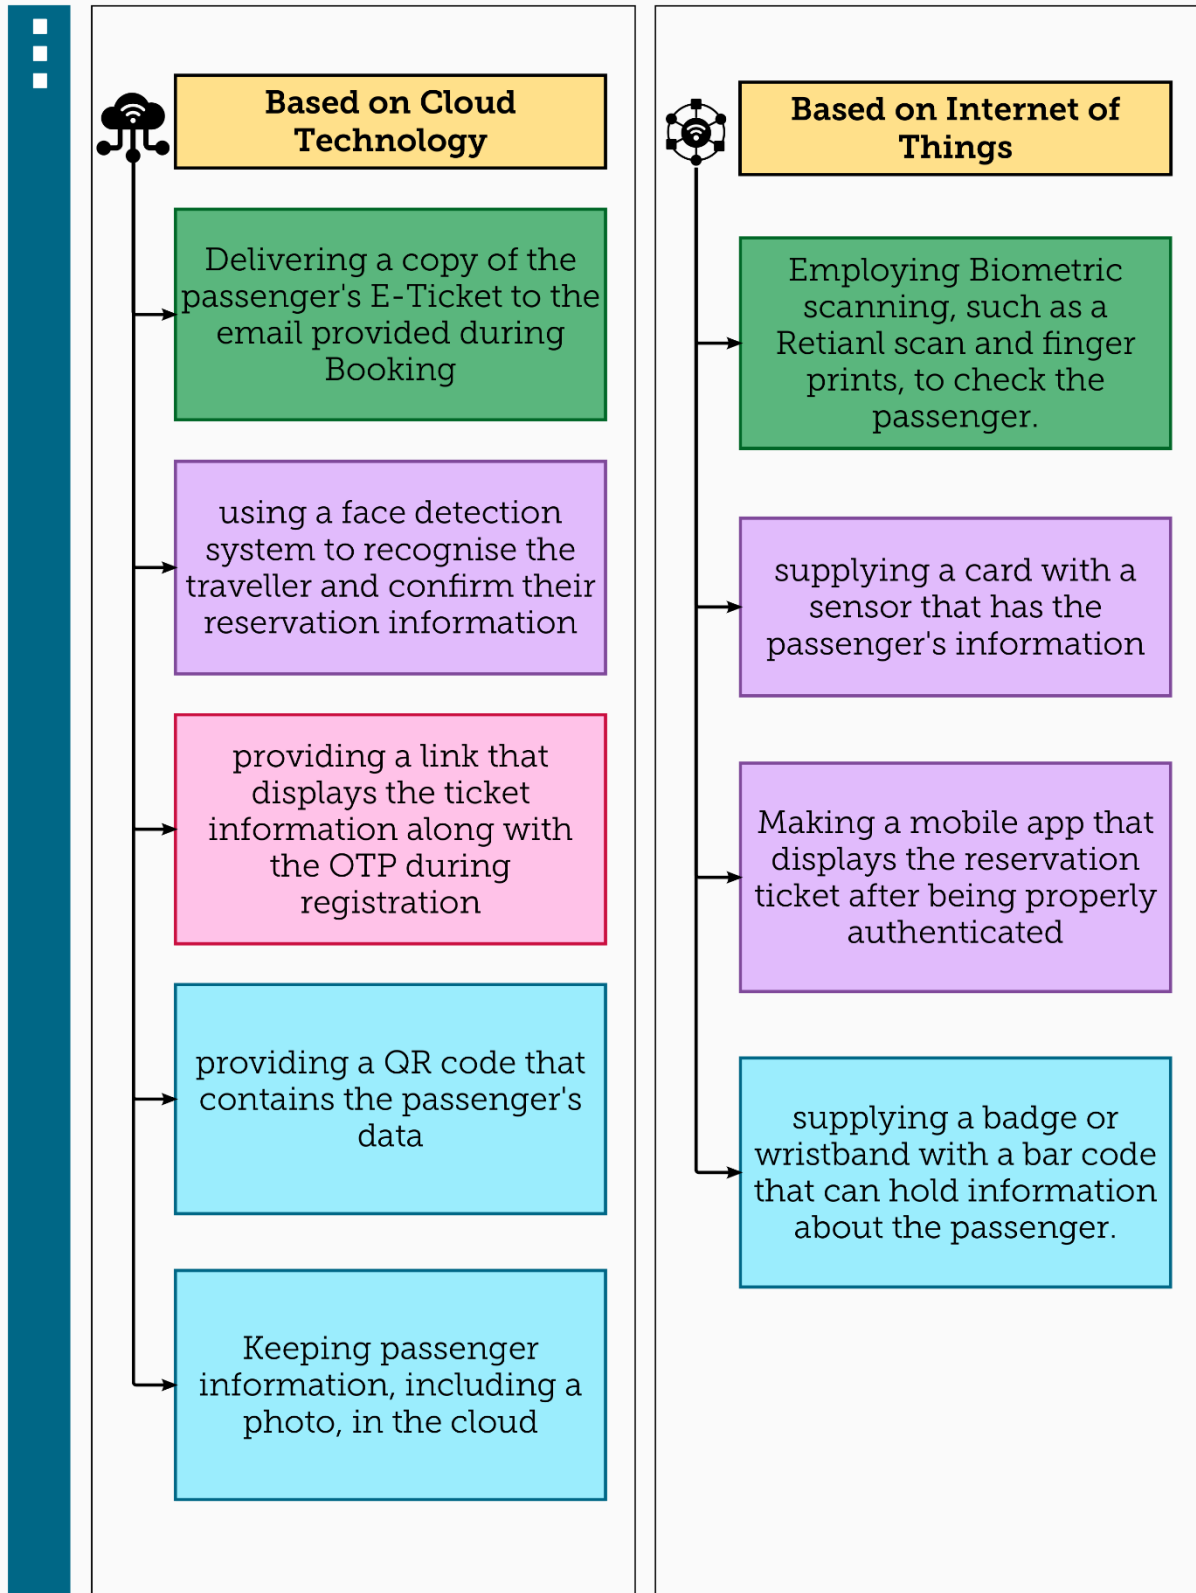 Based on Cloud
Technology
Delivering a copy of the
passenger's E-Ticket to the
email provided during
Booking
using a face detection
system to recognise the
traveller and confirm their
reservation information
providing a link that
displays the ticket
information along with
the OTP during
registration
providing a QR code that
contains the passenger's
data
Keeping passenger
information, including a
photo, in the cloud
Based on Internet of
Things
Employing Biometric
scanning, such as a
Retianl scan and finger
prints, to check the
passenger.
supplying a card with a
sensor that has the
passenger's information
Making a mobile app that
displays the reservation
ticket after being properly
authenticated
supplying a badge or
wristband with a bar code
that can hold information
about the passenger.